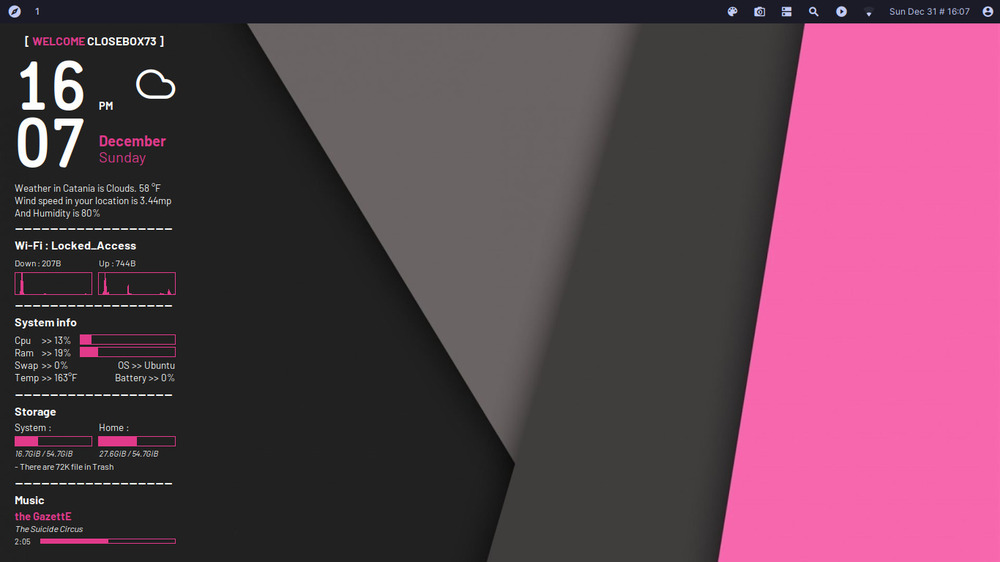 1
Sun Dec 31 # 16:07
[ WELCOME CLOSEBOX73 ]
16
PM
07
December
Sunday
Weather in Catania is Clouds. 58 °F
Wind speed in your location is 3.44mp
And Humidity is 80%
Wi-Fi : Locked_Access
Down : 207B Up : 744B
System info
Cpu >> 13%
Ram >> 19%
Swap >> 0% OS >> Ubuntu
Temp >> 163°F Battery >> 0%
Storage
System : Home :
16.7GiB / 54.7GiB 27.6GiB / 54.7GiB
- There are 72K file in Trash
Music
the GazettE
The Suicide Circus
2:05